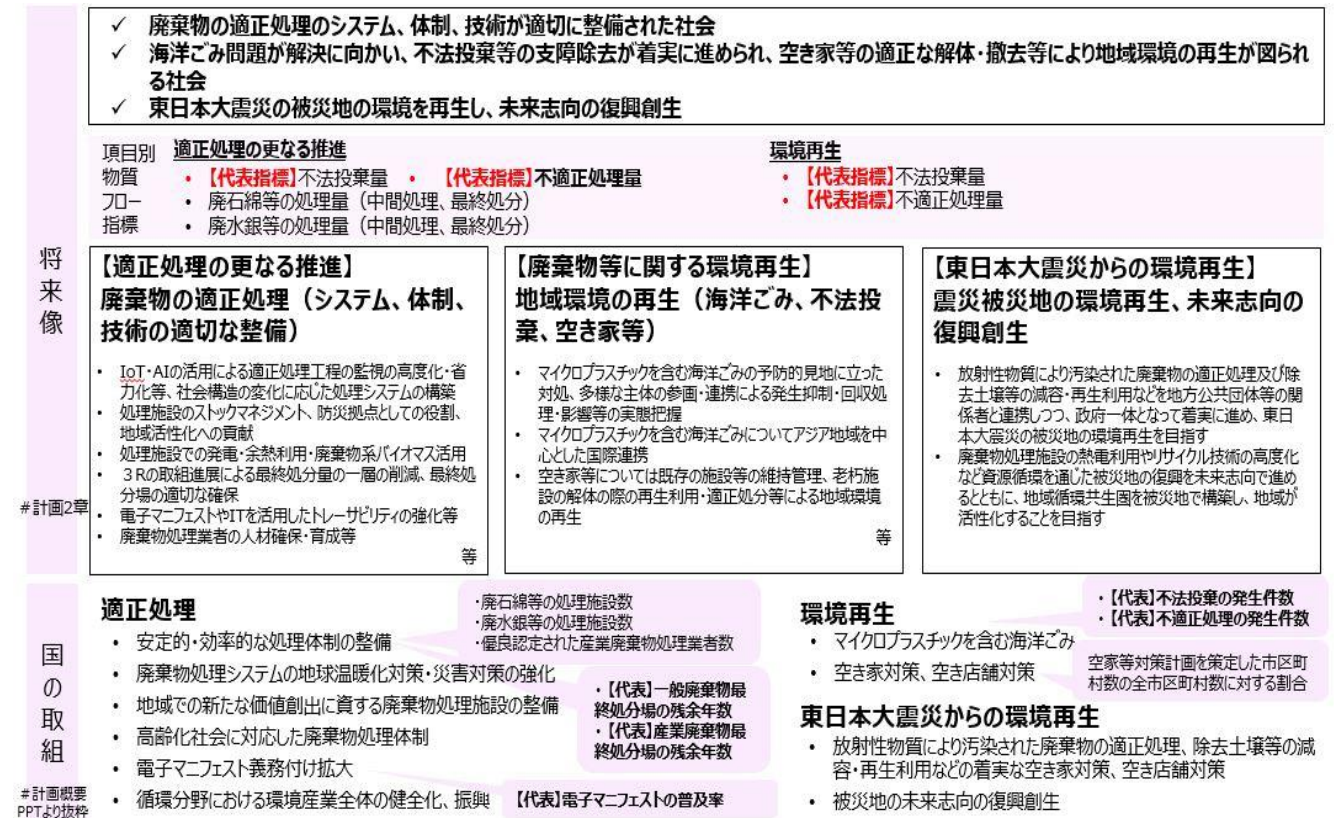 ✓ 廃棄物の適正処理のシステム、体制、技術が適切に整備された社会
✓ 海洋ごみ問題が解決に向かい、不法投棄等の支障除去が着実に進められ、空き家等の適正な解体・撤去等により地域環境の再生が図られ
る社会
✓ 東日本大震災の被災地の環境を再生し、未来志向の復興創生
将来像
#計画2章
項目別
物質
フロー
指標
適正処理の更なる推進
• 【代表指標】不法投棄量 • 【代表指標】不適正処理量
• 廃石綿等の処理量（中間処理、最終処分）
• 廃水銀等の処理量（中間処理、最終処分）
環境再生
• 【代表指標】不法投棄量
• 【代表指標】不適正処理量
【適正処理の更なる推進】
廃棄物の適正処理（システム、体制、
技術の適切な整備）
• IoT・AIの活用による適正処理工程の監視の高度化・省
力化等、社会構造の変化に応じた処理システムの構築
• 処理施設のストックマネジメント、防災拠点としての役割、
地域活性化への貢献
• 処理施設での発電・余熱利用・廃棄物系バイオマス活用
• ３Rの取組進展による最終処分量の一層の削減、最終処
分場の適切な確保
• 電子マニフェストやITを活用したトレーサビリティの強化等
• 廃棄物処理業者の人材確保・育成等
等
【廃棄物等に関する環境再生】
地域環境の再生（海洋ごみ、不法投
棄、空き家等）
• マイクロプラスチックを含む海洋ごみの予防的見地に立った
対処、多様な主体の参画・連携による発生抑制・回収処
理・影響等の実態把握
• マイクロプラスチックを含む海洋ごみについてアジア地域を中
心とした国際連携
• 空き家等については既存の施設等の維持管理、老朽施
設の解体の際の再生利用・適正処分等による地域環境
の再生
等
【東日本大震災からの環境再生】
震災被災地の環境再生、未来志向の
復興創生
• 放射性物質により汚染された廃棄物の適正処理及び除
去土壌等の減容・再生利用などを地方公共団体等の関
係者と連携しつつ、政府一体となって着実に進め、東日
本大震災の被災地の環境再生を目指す
• 廃棄物処理施設の熱電利用やリサイクル技術の高度化
など資源循環を通じた被災地の復興を未来志向で進め
るとともに、地域循環共生圏を被災地で構築し、地域が
活性化することを目指す
国の取組
#計画概要
PPTより抜粋
適正処理
• 安定的・効率的な処理体制の整備
• 廃棄物処理システムの地球温暖化対策・災害対策の強化
• 地域での新たな価値創出に資する廃棄物処理施設の整備
• 高齢化社会に対応した廃棄物処理体制
• 電子マニフェスト義務付け拡大
• 循環分野における環境産業全体の健全化、振興
・廃石綿等の処理施設数
・廃水銀等の処理施設数
・優良認定された産業廃棄物処理業者数
・【代表】一般廃棄物最
終処分場の残余年数
・【代表】産業廃棄物最
終処分場の残余年数
【代表】電子マニフェストの普及率
環境再生
• マイクロプラスチックを含む海洋ごみ
• 空き家対策、空き店舗対策
・【代表】不法投棄の発生件数
・【代表】不適正処理の発生件数
空家等対策計画を策定した市区町
村数の全市区町村数に対する割合
東日本大震災からの環境再生
• 放射性物質により汚染された廃棄物の適正処理、除去土壌等の減
容・再生利用などの着実な空き家対策、空き店舗対策
• 被災地の未来志向の復興創生